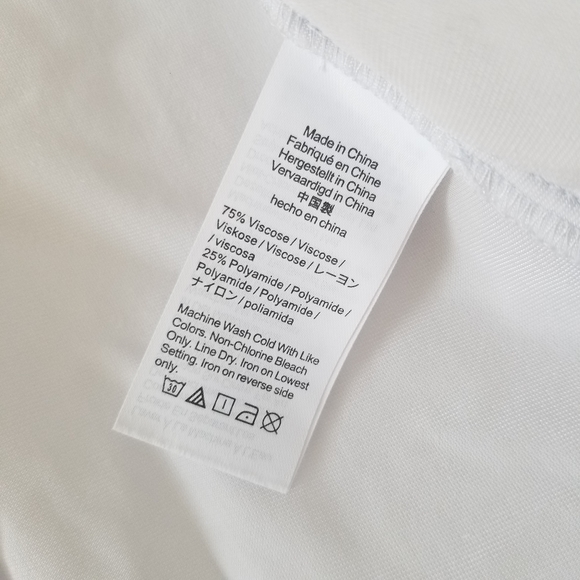 Made in China
Fabriqué en Chine
Hergestellt in China
Vervaardigd in China
中国製
hecho en china
75% Viscose / Viscose /
Viskose / Viscose / レーヨン
/ viscosa
25% Polyamide / Polyamide /
Polyamide / Polyamide /
ナイロン / poliamida
Machine Wash Cold With Like
Colors. Non-Chlorine Bleach
Only. Line Dry. Iron on Lowest
Setting. Iron on reverse side
only.
30